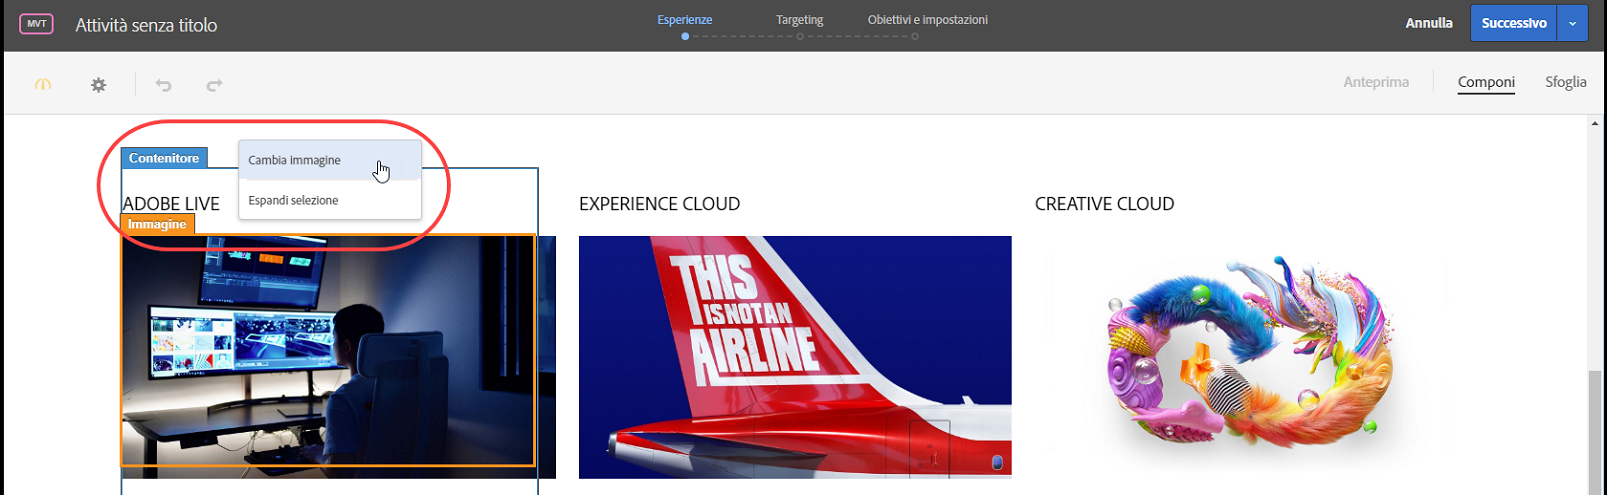 MVT
Attività senza titolo
Esperienze
Targeting
Obiettivi e impostazioni
Annulla
Successivo
Anteprima
Componi
Sfoglia
Contenitore
Cambia immagine
Espandi selezione
ADOBE LIVE
Immagine
EXPERIENCE CLOUD
CREATIVE CLOUD
THIS
IS NOT AN
AIRLINE